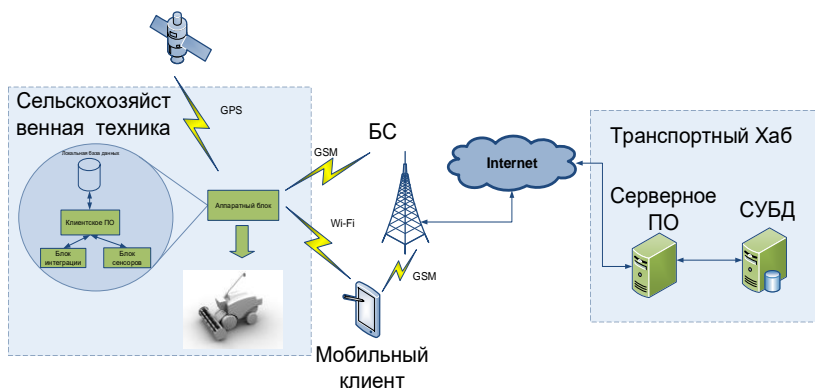 GPS
Сельскохозяйст
венная техника
Локальная база данных
Клиентское ПО
Блок
интеграции
Блок
сенсоров
Аппаратный блок
GSM
БС
Wi-Fi
GSM
Мобильный
клиент
Internet
Транспортный Хаб
Серверное
ПО
СУБД